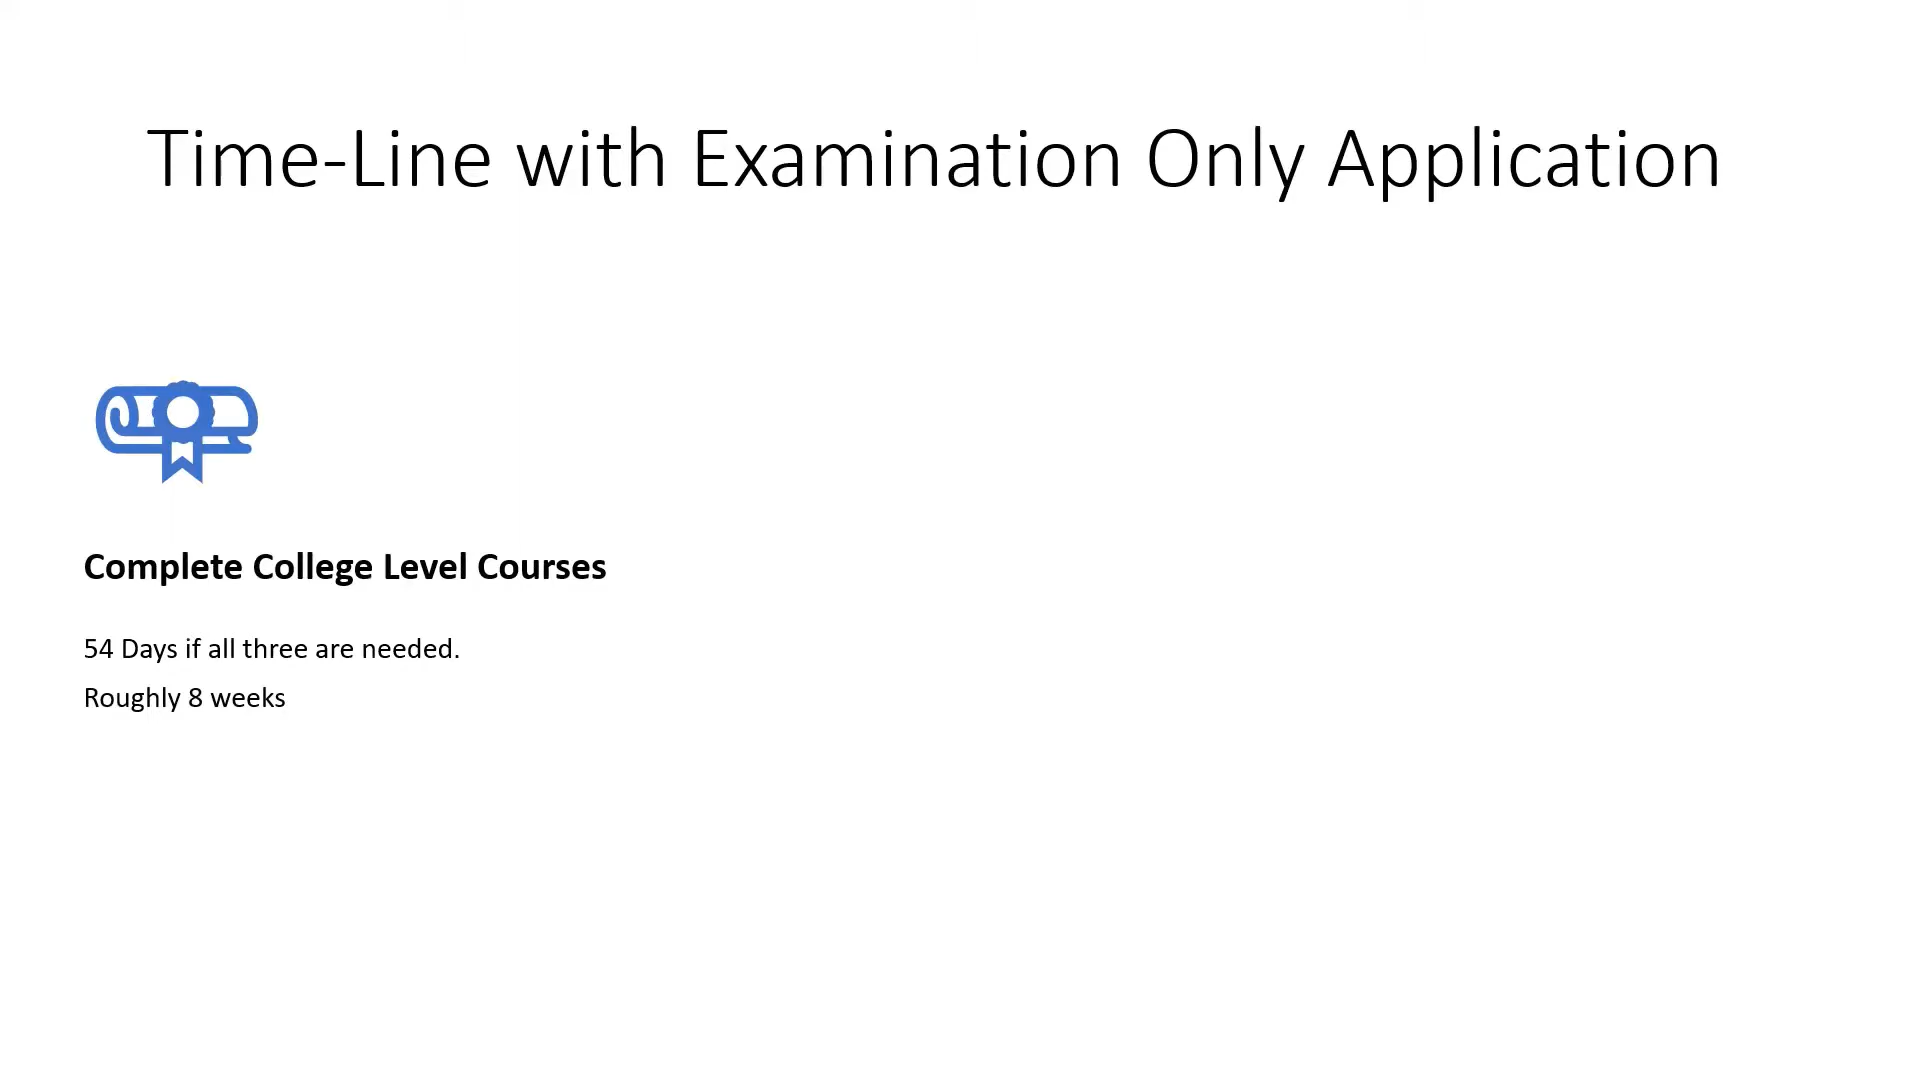 Time-Line with Examination Only Application
Complete College Level Courses
54 Days if all three are needed.
Roughly 8 weeks